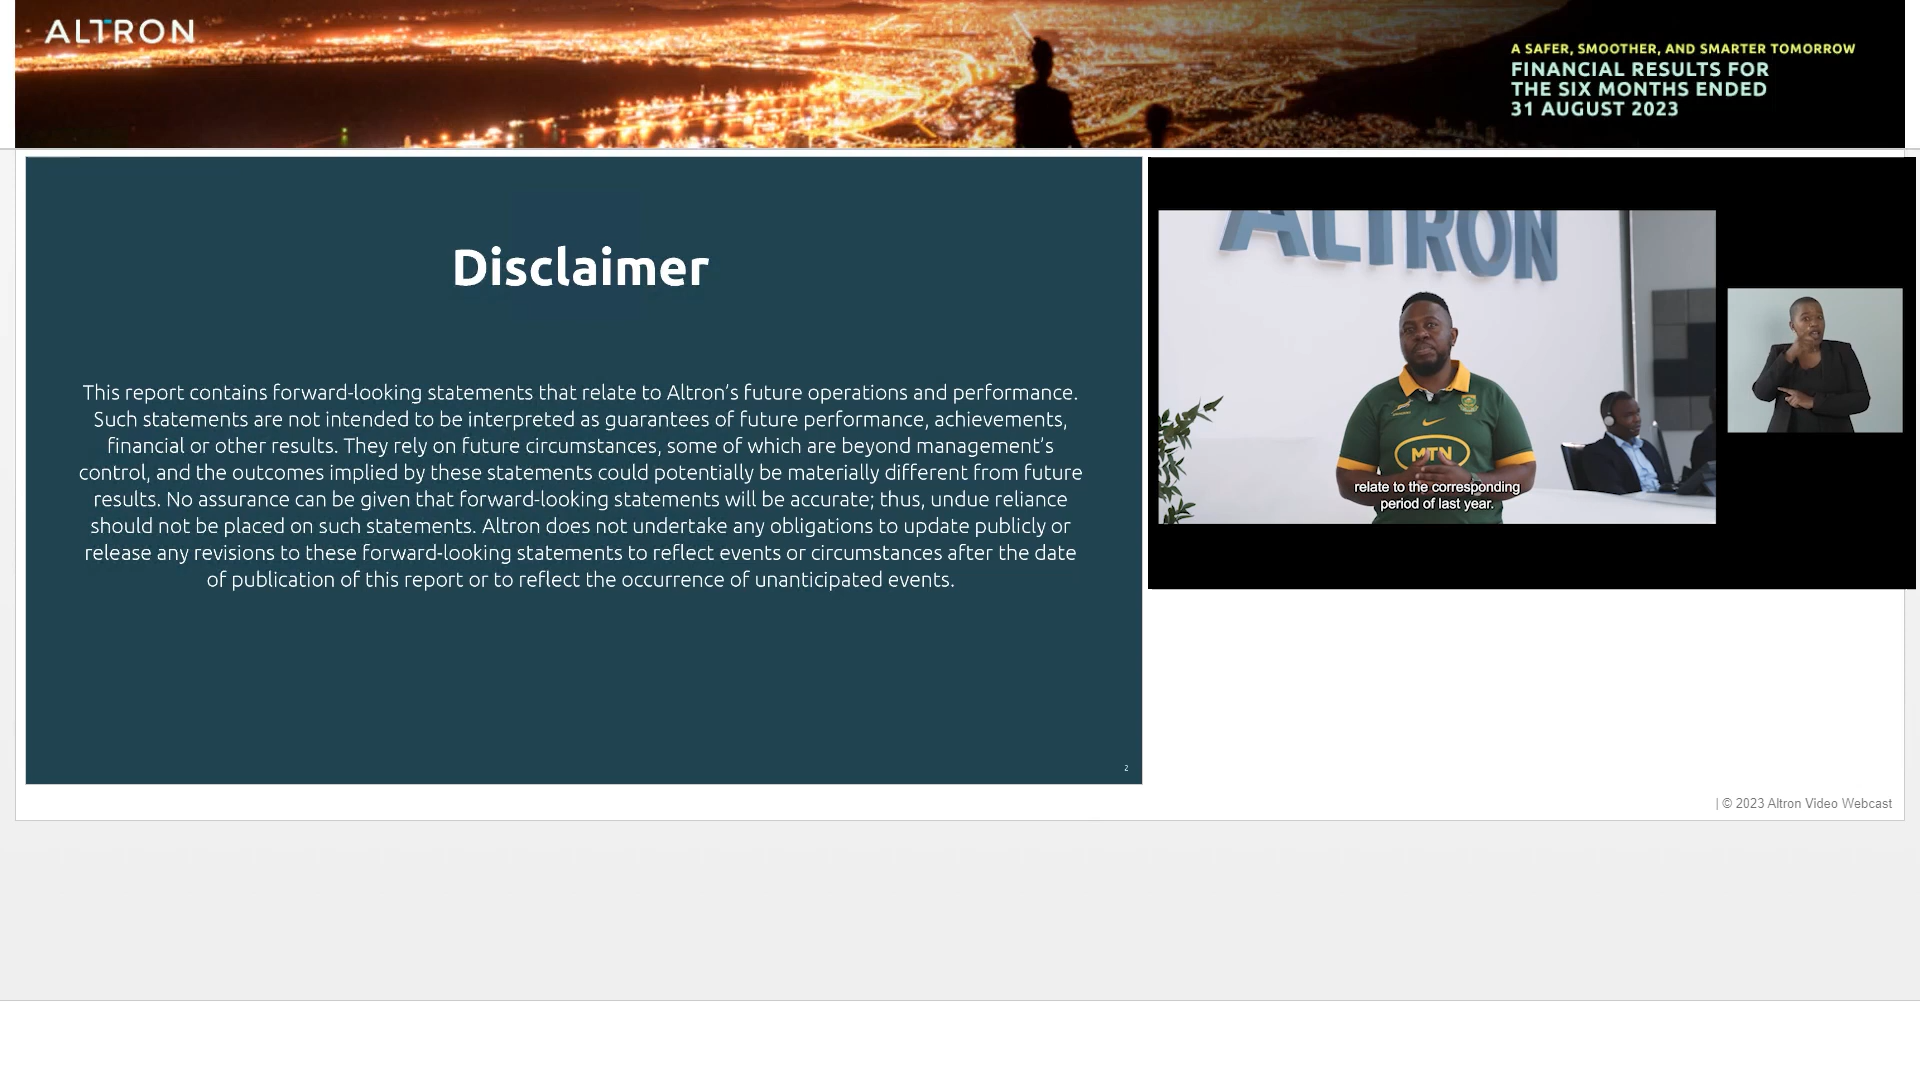 ALTRON
A SAFER, SMOOTHER, AND SMARTER TOMORROW
FINANCIAL RESULTS FOR
THE SIX MONTHS ENDED
31 AUGUST 2023
Disclaimer
This report contains forward-looking statements that relate to Altron’s future operations and performance.
Such statements are not intended to be interpreted as guarantees of future performance, achievements,
financial or other results. They rely on future circumstances, some of which are beyond management’s
control, and the outcomes implied by these statements could potentially be materially different from future
results. No assurance can be given that forward-looking statements will be accurate; thus, undue reliance
should not be placed on such statements. Altron does not undertake any obligations to update publicly or
release any revisions to these forward-looking statements to reflect events or circumstances after the date
of publication of this report or to reflect the occurrence of unanticipated events.
2
ALTRON
MTN
relate to the corresponding
period of last year.
| © 2023 Altron Video Webcast